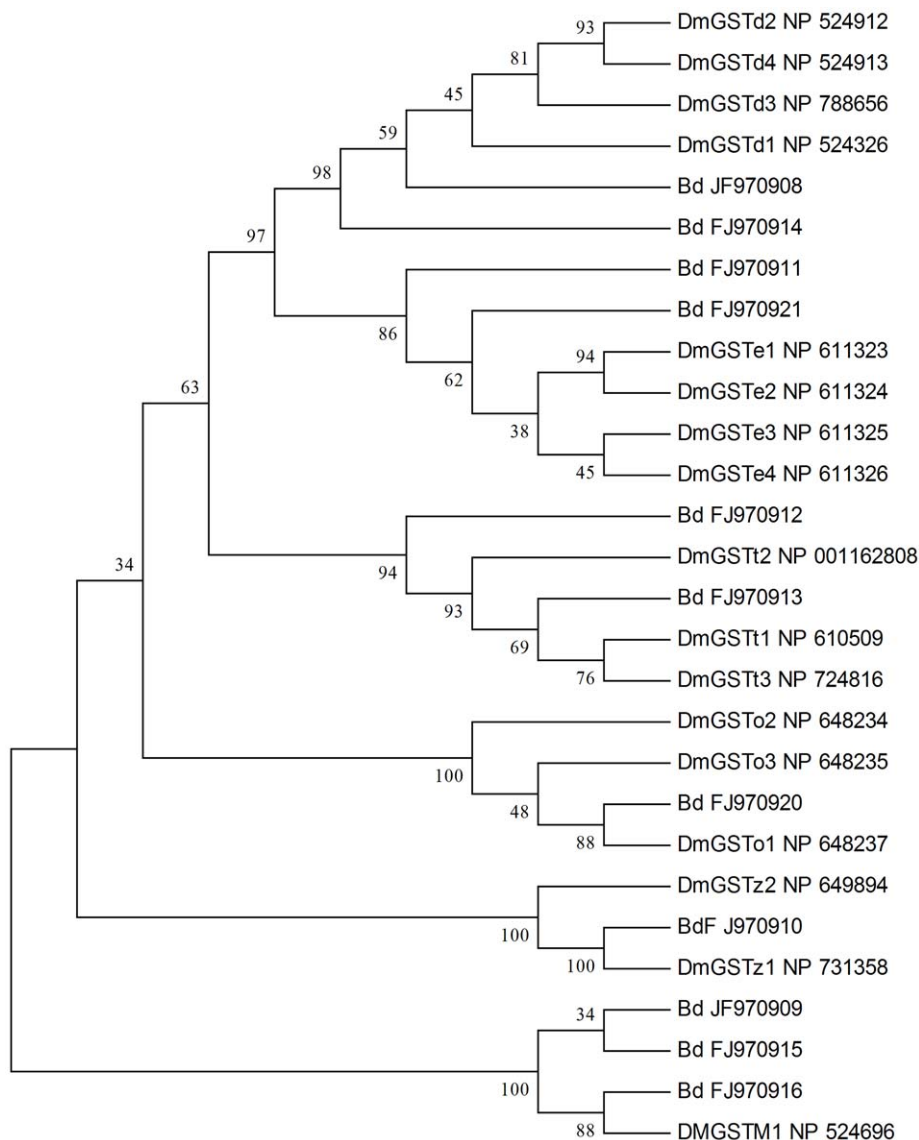 93
DmGSTd2 NP 524912
81
DmGSTd4 NP 524913
45
DmGSTd3 NP 788656
59
DmGSTd1 NP 524326
98
Bd JF970908
97
Bd FJ970914
Bd FJ970911
86
Bd FJ970921
94
DmGSTe1 NP 611323
62
DmGSTe2 NP 611324
63
38
DmGSTe3 NP 611325
45
DmGSTe4 NP 611326
Bd FJ970912
34
94
DmGSTt2 NP 001162808
93
Bd FJ970913
69
DmGSTt1 NP 610509
76
DmGSTt3 NP 724816
DmGSTo2 NP 648234
100
DmGSTo3 NP 648235
48
Bd FJ970920
88
DmGSTo1 NP 648237
DmGSTz2 NP 649894
100
BdF J970910
100
DmGSTz1 NP 731358
34
Bd JF970909
Bd FJ970915
100
Bd FJ970916
88
DMGSTM1 NP 524696